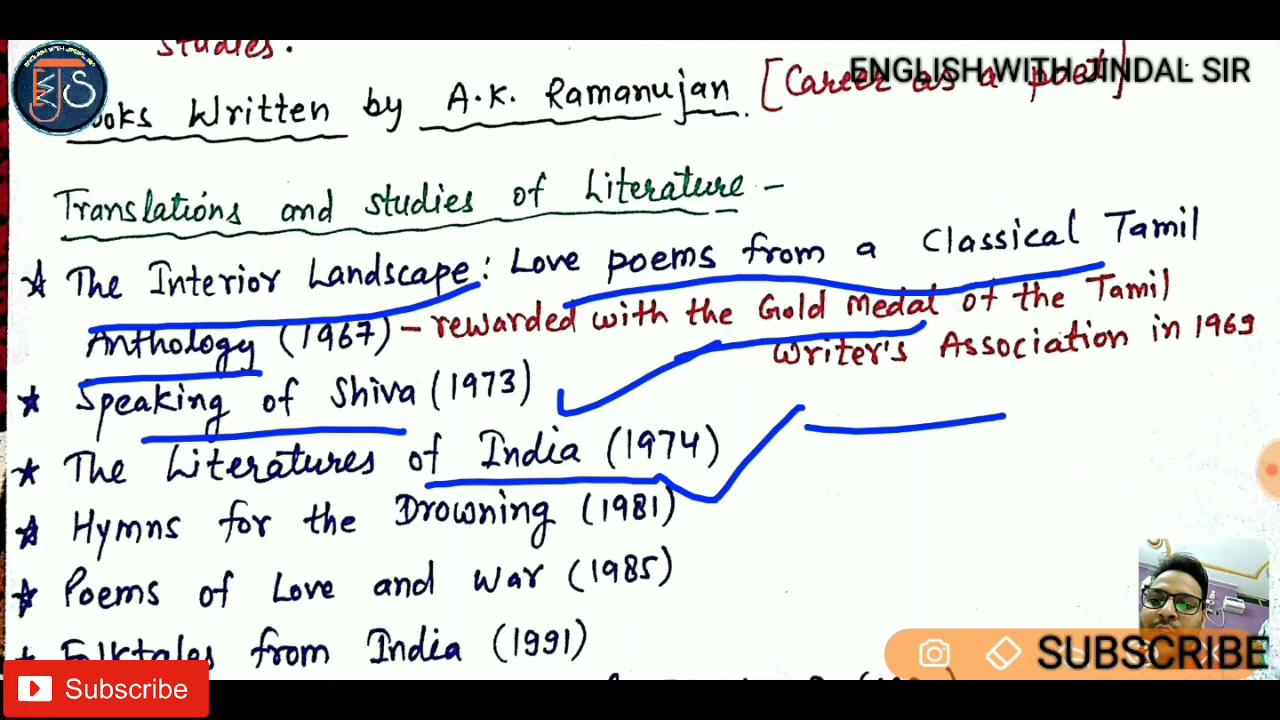 studies.
ENGLISH WITH JINDAL SIR
Books Written by A.K. Ramanujan. [Career as a poet]
Translations and studies of Literature -
The Interior Landscape: Love poems from a Classical Tamil
Anthology (1967) - rewarded with the Gold Medal of the Tamil
Writer's Association in 1969
Speaking of Shiva (1973)
The Literatures of India (1974)
Hymns for the Drowning (1981)
Poems of Love and War (1985)
Folktales from India (1991)
SUBSCRIBE
Subscribe